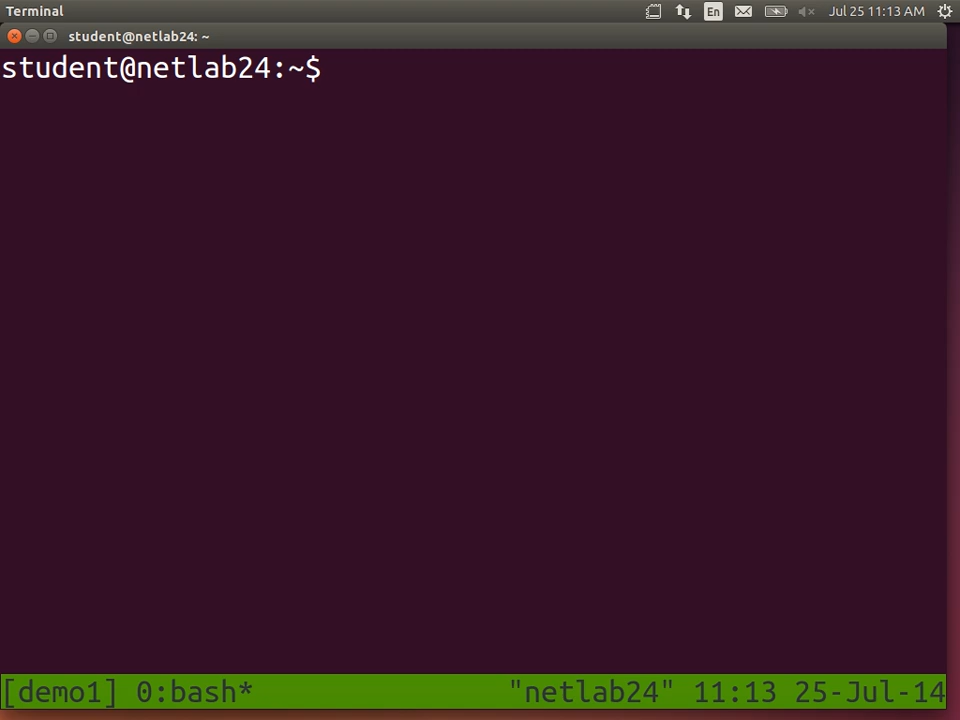 Terminal
En
Jul 25 11:13 AM
student@netlab24: ~
student@netlab24:~$
[demo1] 0:bash*
"netlab24" 11:13 25-Jul-14